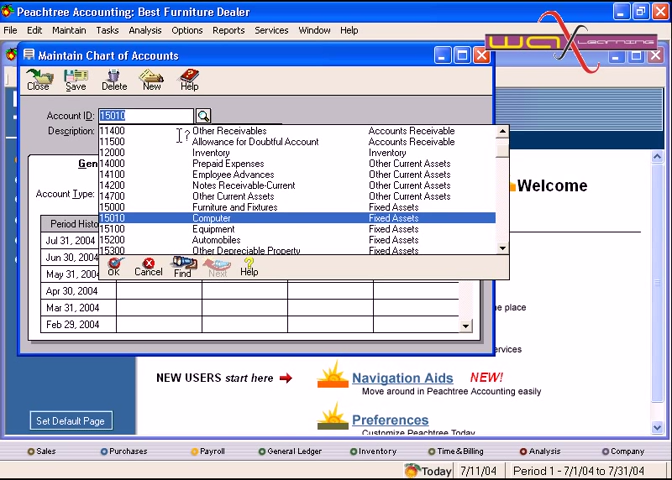 Peachtree Accounting: Best Furniture Dealer
File Edit Maintain Tasks Analysis Options Reports Services Window Help
wax Learning
Maintain Chart of Accounts
Close Save Delete New Help
Account ID: 15010
Description:
11400 Other Receivables Accounts Receivable
11500 Allowance for Doubtful Account Accounts Receivable
12000 Inventory Inventory
14000 Prepaid Expenses Other Current Assets
14100 Employee Advances Other Current Assets
14200 Notes Receivable-Current Other Current Assets
14700 Other Current Assets Other Current Assets
15000 Furniture and Fixtures Fixed Assets
15010 Computer Fixed Assets
15100 Equipment Fixed Assets
15200 Automobiles Fixed Assets
15300 Other Depreciable Property Fixed Assets
OK Cancel Find Next Help
Gen
Account Type:
Period Histo
Jul 31, 2004
Jun 30, 2004
May 31, 2004
Apr 30, 2004
Mar 31, 2004
Feb 29, 2004
Welcome
e place
ervices
NEW USERS start here
Navigation Aids NEW!
Move around in Peachtree Accounting easily
Preferences
Customize Peachtree Today
Set Default Page
Sales Purchases Payroll General Ledger Inventory Time & Billing Analysis Company
Today 7/11/04 Period 1 - 7/1/04 to 7/31/04